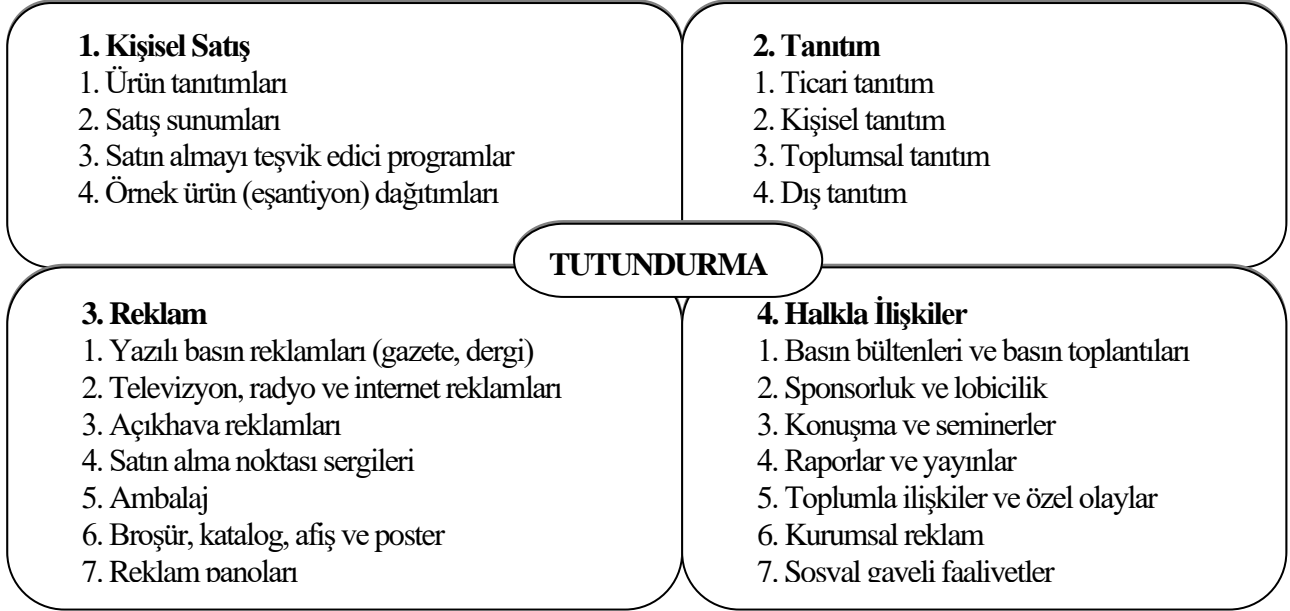 1. Kişisel Satış
1. Ürün tanıtımları
2. Satış sunumları
3. Satın almayı teşvik edici programlar
4. Örnek ürün (eşantiyon) dağıtımları
2. Tanıtım
1. Ticari tanıtım
2. Kişisel tanıtım
3. Toplumsal tanıtım
4. Dış tanıtım
TUTUNDURMA
3. Reklam
1. Yazılı basın reklamları (gazete, dergi)
2. Televizyon, radyo ve internet reklamları
3. Açıkhava reklamları
4. Satın alma noktası sergileri
5. Ambalaj
6. Broşür, katalog, afiş ve poster
7. Reklam panoları
4. Halkla İlişkiler
1. Basın bültenleri ve basın toplantıları
2. Sponsorluk ve lobicilik
3. Konuşma ve seminerler
4. Raporlar ve yayınlar
5. Toplumla ilişkiler ve özel olaylar
6. Kurumsal reklam
7. Sosyal gayeli faaliyetler